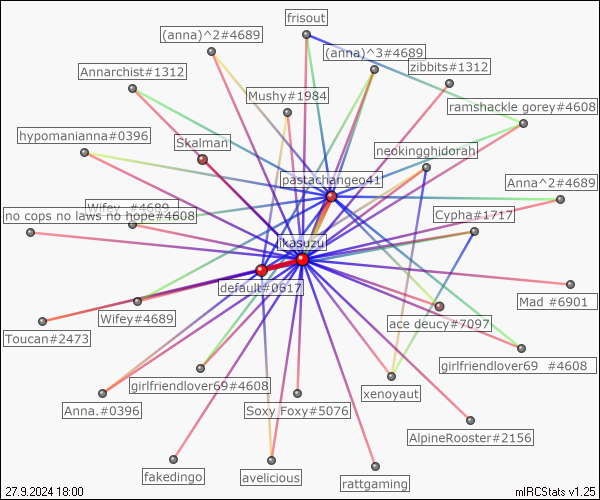 frisout
(anna)^2#4689
(anna)^3#4689
zibbits#1312
Annarchist#1312
Mushy#1984
ramshackle gorey#4608
hypomanianna#0396
Skalman
neokingghidorah
pastachangeo41
Anna^2#4689
Wifey_#4689
no cops no laws no hope#4608
Cypha#1717
jkasuzu
default#0617
Mad #6901
Wifey#4689
ace deucy#7097
Toucan#2473
girlfriendlover69 #4608
girlfriendlover69#4608
xenoyaut
Anna.#0396
Soxy Foxy#5076
AlpineRooster#2156
fakedingo
avelicious
rattgaming
27.9.2024 18:00
mIRCStats v1.25